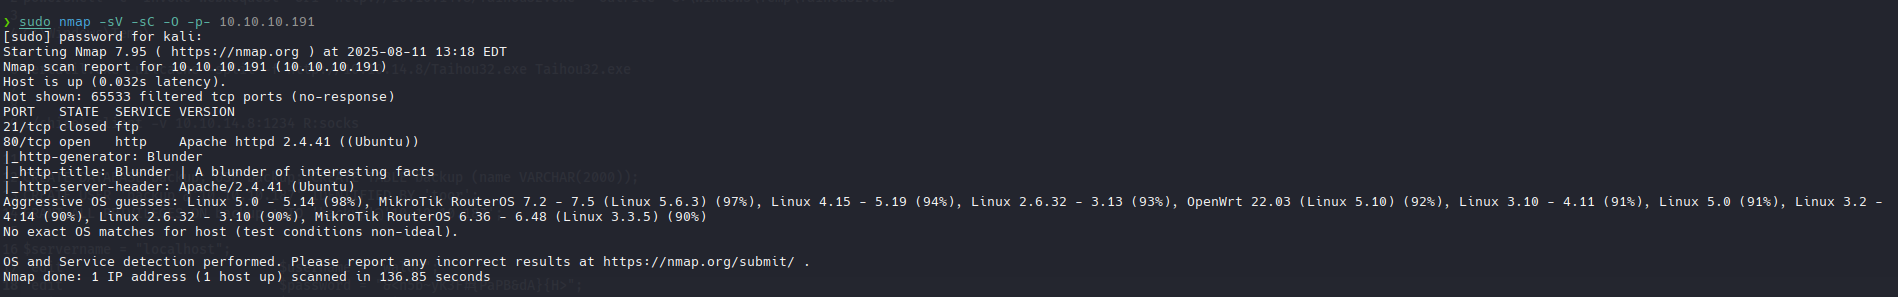 ❯ sudo nmap -sV -sC -O -p- 10.10.10.191
[sudo] password for kali:
Starting Nmap 7.95 ( https://nmap.org ) at 2025-08-11 13:18 EDT
Nmap scan report for 10.10.10.191 (10.10.10.191)
Host is up (0.032s latency).
Not shown: 65533 filtered tcp ports (no-response)
PORT   STATE  SERVICE VERSION
21/tcp closed ftp
80/tcp open   http    Apache httpd 2.4.41 ((Ubuntu))
|_http-generator: Blunder
|_http-title: Blunder | A blunder of interesting facts
|_http-server-header: Apache/2.4.41 (Ubuntu)
Aggressive OS guesses: Linux 5.0 - 5.14 (98%), MikroTik RouterOS 7.2 - 7.5 (Linux 5.6.3) (97%), Linux 4.15 - 5.19 (94%), Linux 2.6.32 - 3.13 (93%), OpenWrt 22.03 (Linux 5.10) (92%), Linux 3.10 - 4.11 (91%), Linux 5.0 (91%), Linux 3.2 -
4.14 (90%), Linux 2.6.32 - 3.10 (90%), MikroTik RouterOS 6.36 - 6.48 (Linux 3.3.5) (90%)
No exact OS matches for host (test conditions non-ideal).
OS and Service detection performed. Please report any incorrect results at https://nmap.org/submit/ .
Nmap done: 1 IP address (1 host up) scanned in 136.85 seconds